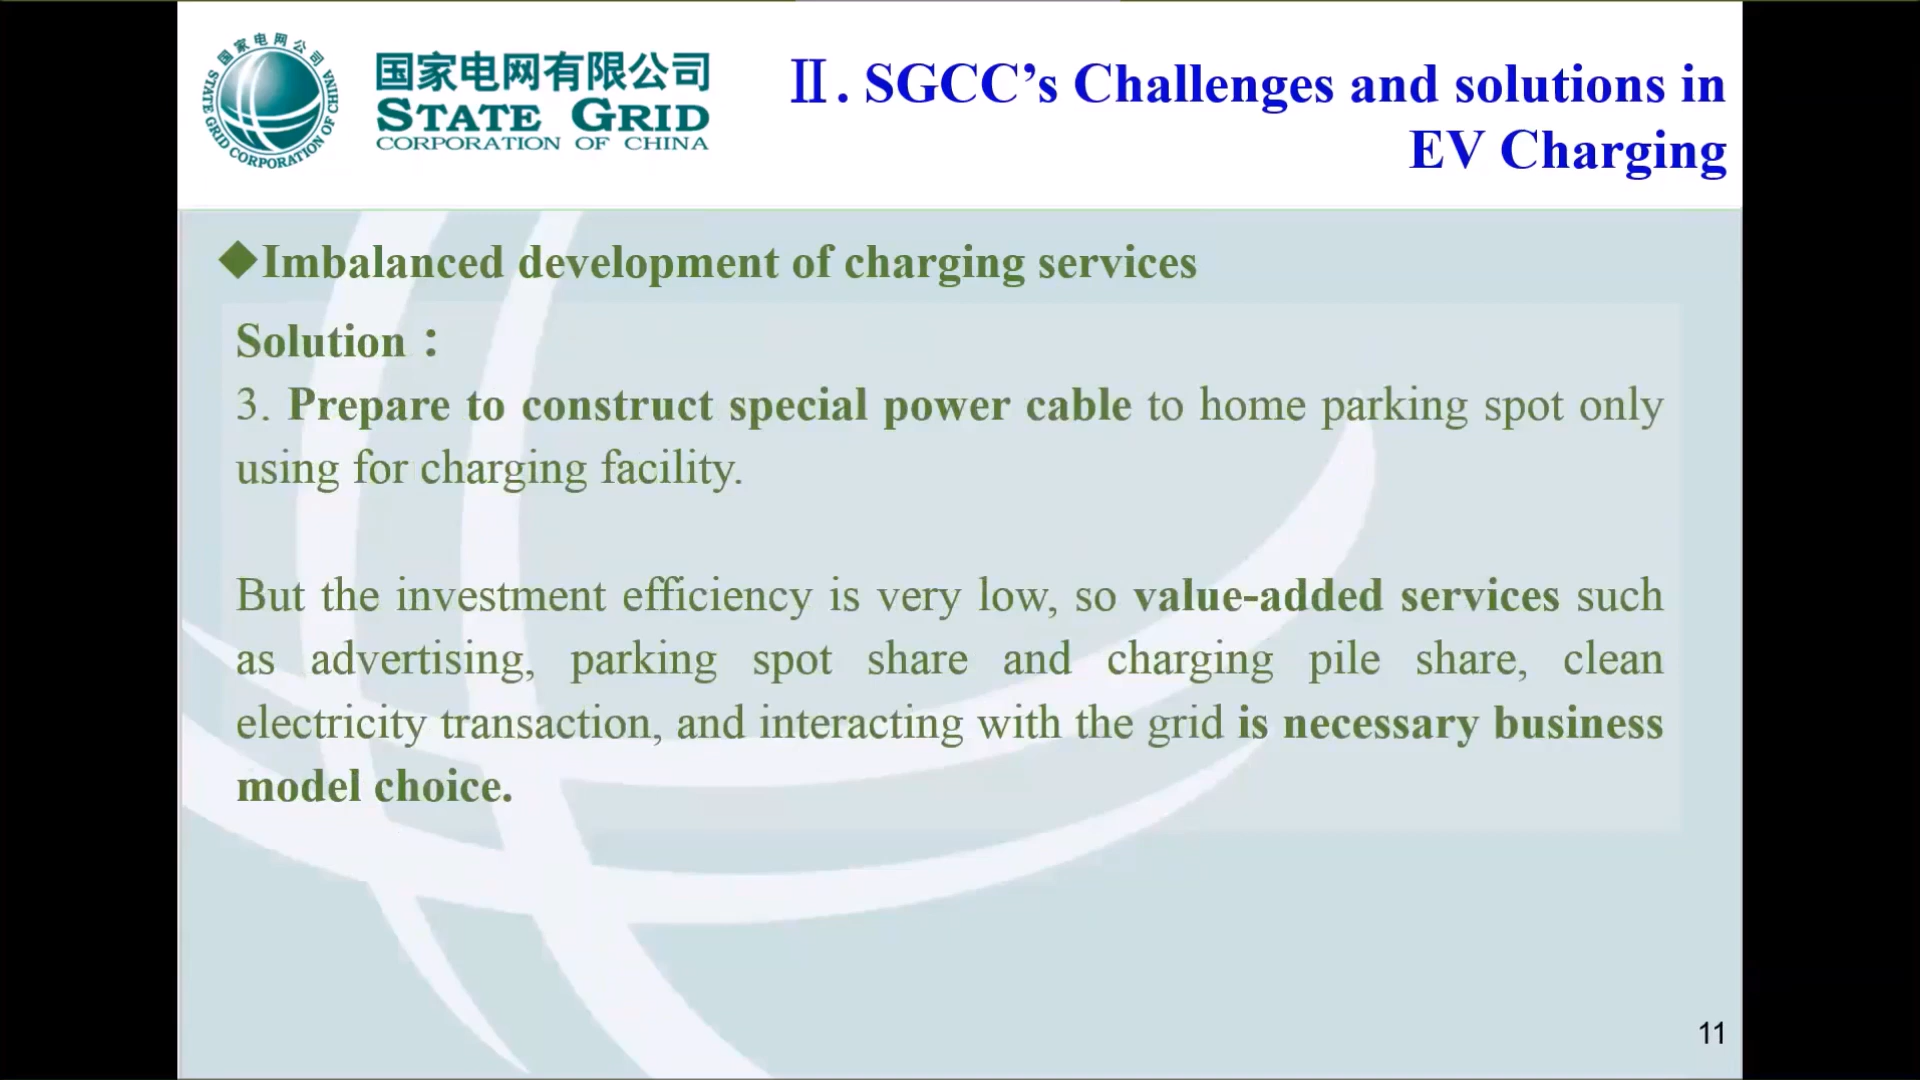 国家电网公司
STATE GRID CORPORATION OF CHINA
国家电网有限公司
STATE GRID
CORPORATION OF CHINA
Ⅱ. SGCC’s Challenges and solutions in
EV Charging
◆Imbalanced development of charging services
Solution：
3. Prepare to construct special power cable to home parking spot only
using for charging facility.
But the investment efficiency is very low, so value-added services such
as advertising, parking spot share and charging pile share, clean
electricity transaction, and interacting with the grid is necessary business
model choice.
11